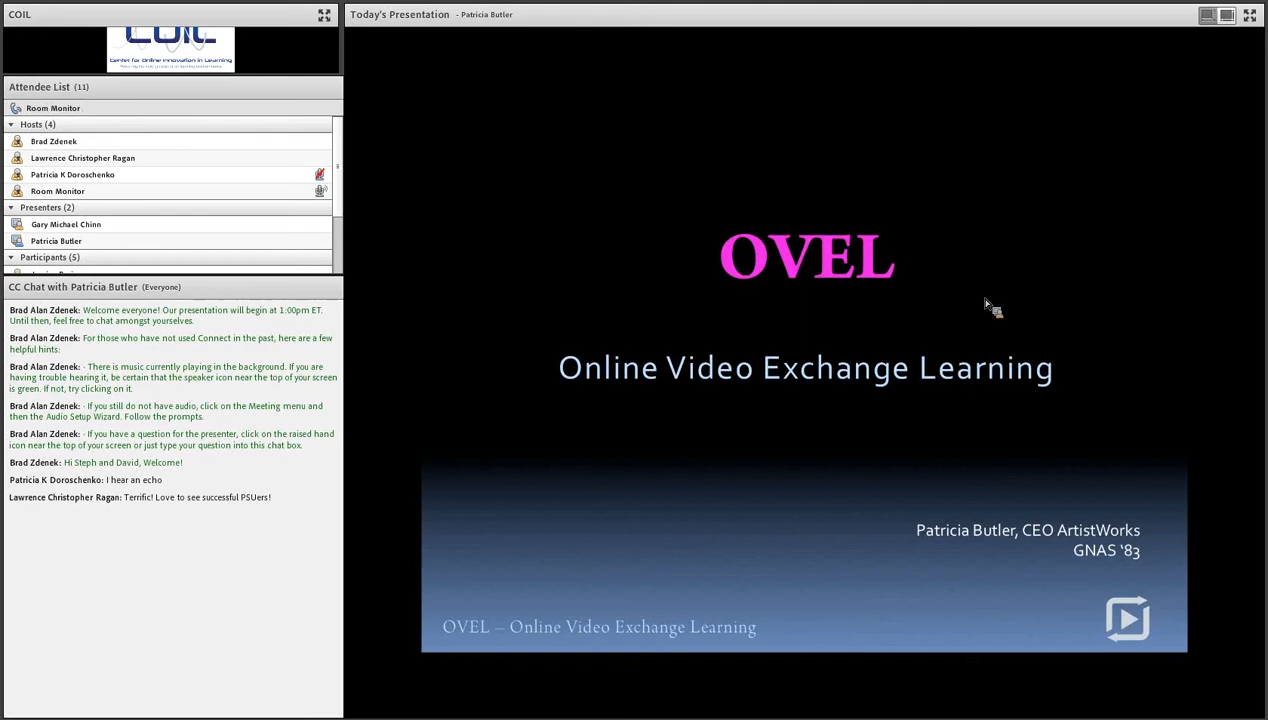 COIL
COIL
Center for Online Innovation in Learning
Attendee List (11)
Room Monitor
Hosts (4)
Brad Zdenek
Lawrence Christopher Ragan
Patricia K Doroschenko
Room Monitor
Presenters (2)
Gary Michael Chinn
Patricia Butler
Participants (5)
CC Chat with Patricia Butler (Everyone)
Brad Alan Zdenek: Welcome everyone! Our presentation will begin at 1:00pm ET.
Until then, feel free to chat amongst yourselves.
Brad Alan Zdenek: For those who have not used Connect in the past, here are a few
helpful hints:
Brad Alan Zdenek: · There is music currently playing in the background. If you are
having trouble hearing it, be certain that the speaker icon near the top of your screen
is green. If not, try clicking on it.
Brad Alan Zdenek: · If you still do not have audio, click on the Meeting menu and
then the Audio Setup Wizard. Follow the prompts.
Brad Alan Zdenek: · If you have a question for the presenter, click on the raised hand
icon near the top of your screen or just type your question into this chat box.
Brad Zdenek: Hi Steph and David, Welcome!
Patricia K Doroschenko: I hear an echo
Lawrence Christopher Ragan: Terrific! Love to see successful PSUers!
Today's Presentation - Patricia Butler
OVEL
Online Video Exchange Learning
Patricia Butler, CEO ArtistWorks
GNAS ‘83
OVEL – Online Video Exchange Learning